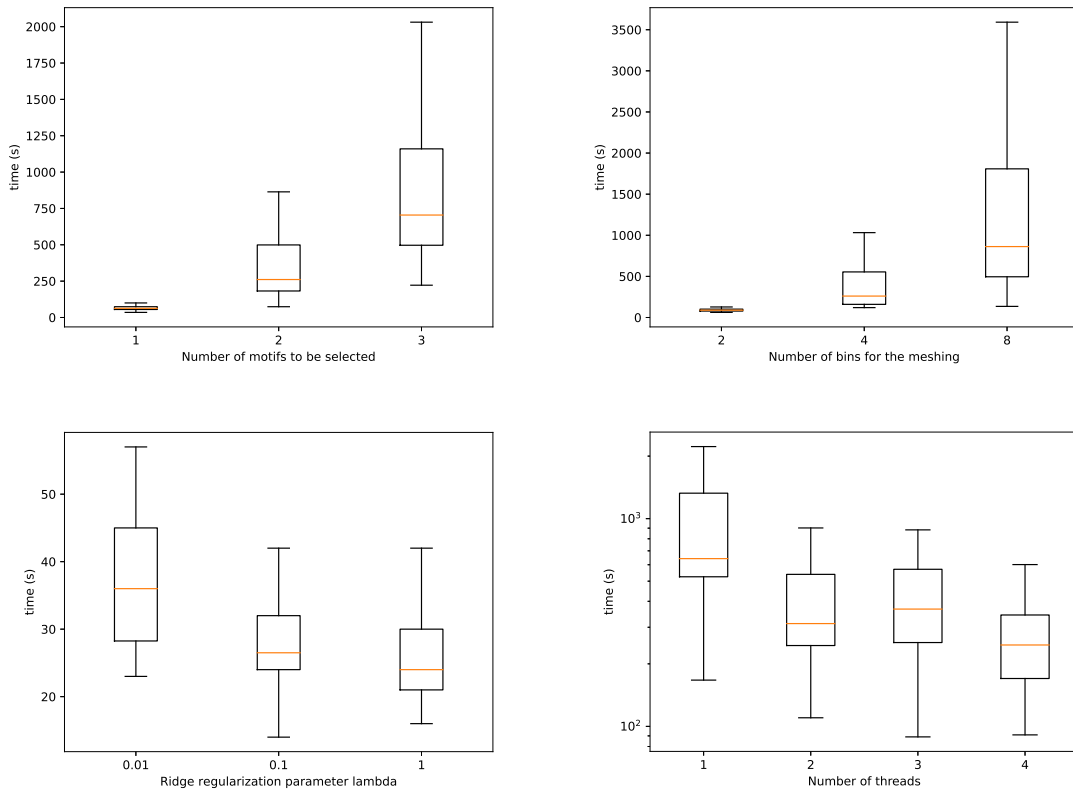 2000
1750
1500
1250
1000
750
500
250
0
time (s)
1 2 3
Number of motifs to be selected
3500
3000
2500
2000
1500
1000
500
0
time (s)
2 4 8
Number of bins for the meshing
50
40
30
20
time (s)
0.01 0.1 1
Ridge regularization parameter lambda
10³
10²
time (s)
1 2 3 4
Number of threads